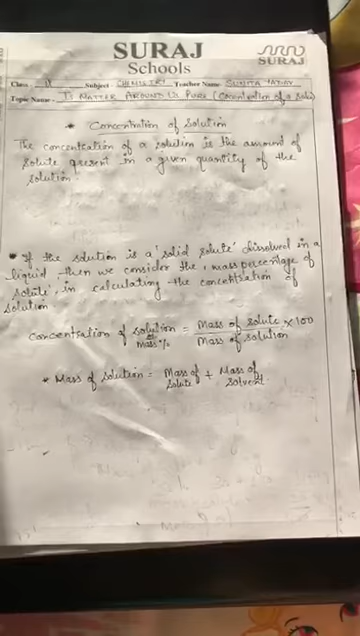 SURAJ
SURAJ
Schools
Class Subject CHEMISTRY Teacher Name SUNITA YADAV
Topic Name - IS MATTER AROUND US PURE (Concentration of a Soln)
* Concentration of Solution
The concentration of a solution is the amount of
solute present in a given quantity of the
solution.
* If the solution is a 'solid solute' dissolved in a
liquid then we consider the, mass percentage of
solute', in calculating the concentration of
solution
Concentration of solution = Mass of solute × 100
or Mass % Mass of solution
* Mass of solution = Mass of solute + Mass of solvent.